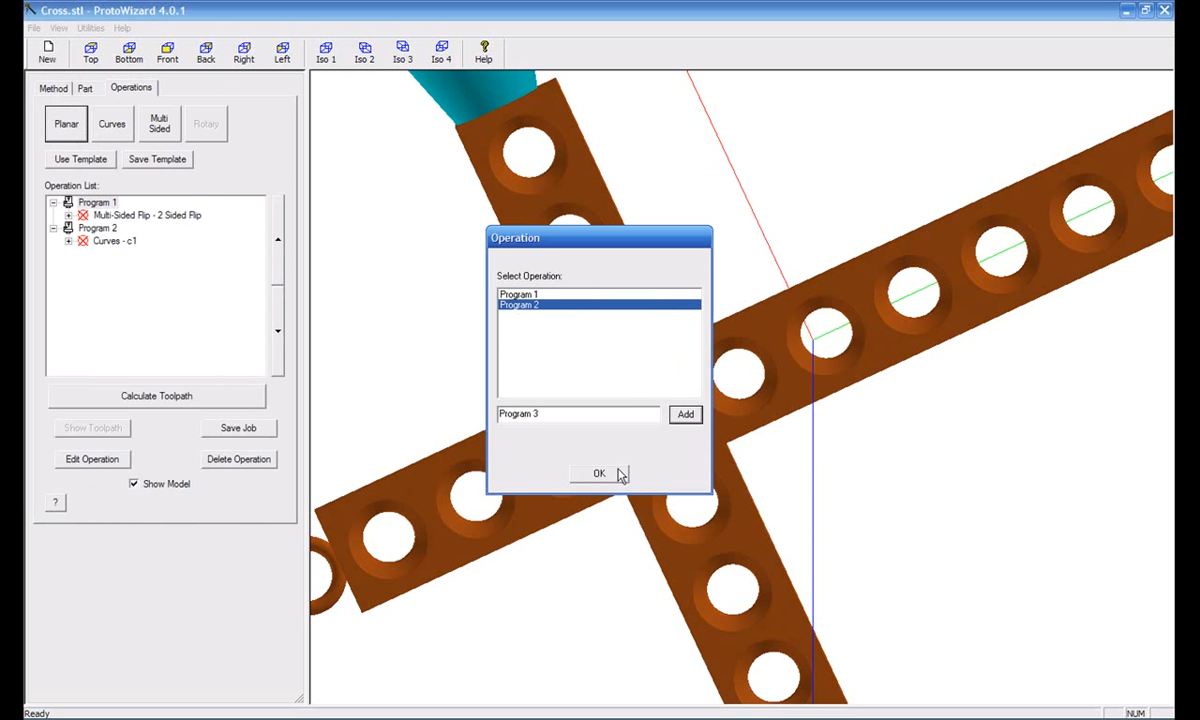 Cross.stl - ProtoWizard 4.0.1
File View Utilities Help
New Top Bottom Front Back Right Left Iso 1 Iso 2 Iso 3 Iso 4 Help
Method Part Operations
Planar Curves Multi Sided Rotary
Use Template Save Template
Operation List:
Program 1
Multi-Sided Flip - 2 Sided Flip
Program 2
Curves - c1
Calculate Toolpath
Show Toolpath Save Job
Edit Operation Delete Operation
Show Model
?
Operation
Select Operation:
Program 1
Program 2
Program 3 Add
OK
Ready NUM